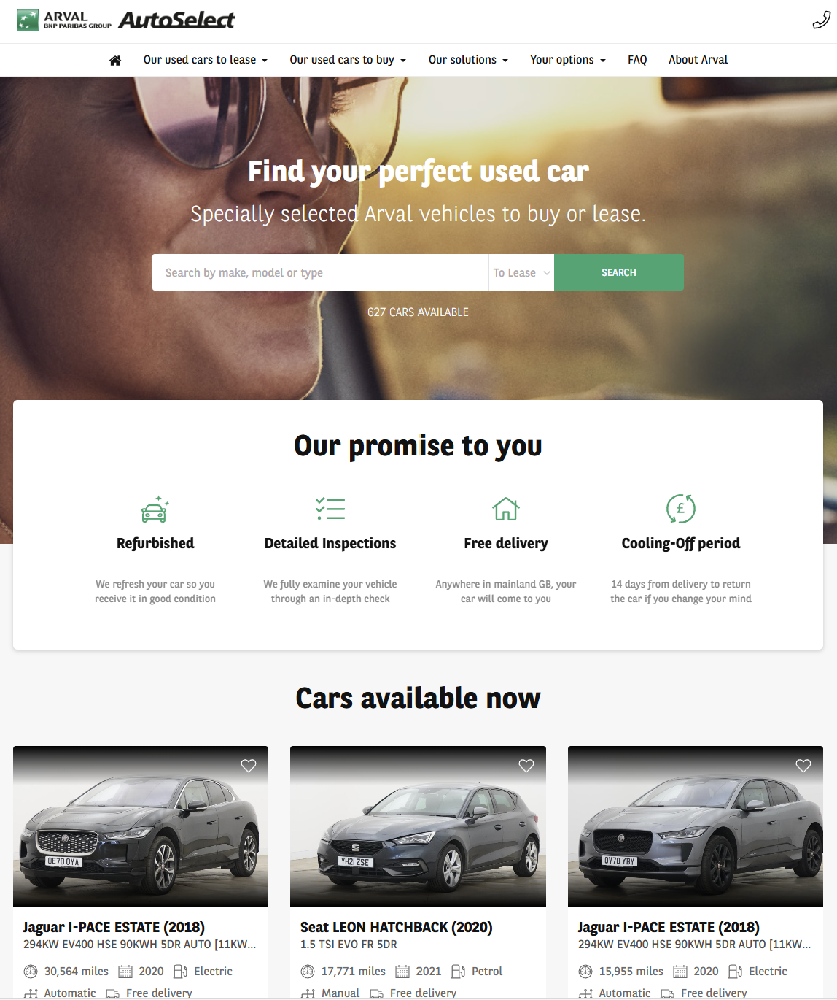 ARVAL
BNP PARIBAS GROUP
AutoSelect
Our used cars to lease
Our used cars to buy
Our solutions
Your options
FAQ
About Arval
Find your perfect used car
Specially selected Arval vehicles to buy or lease.
Search by make, model or type
To Lease
SEARCH
627 CARS AVAILABLE
Our promise to you
Refurbished
We refresh your car so you
receive it in good condition
Detailed Inspections
We fully examine your vehicle
through an in-depth check
Free delivery
Anywhere in mainland GB, your
car will come to you
Cooling-Off period
14 days from delivery to return
the car if you change your mind
Cars available now
OE70 OYA
Jaguar I-PACE ESTATE (2018)
294KW EV400 HSE 90KWH 5DR AUTO [11KW...
30,564 miles
2020
Electric
Automatic
Free delivery
YH21 ZSE
Seat LEON HATCHBACK (2020)
1.5 TSI EVO FR 5DR
17,771 miles
2021
Petrol
Manual
Free delivery
OV70 YBY
Jaguar I-PACE ESTATE (2018)
294KW EV400 HSE 90KWH 5DR AUTO [11KW...
15,955 miles
2020
Electric
Automatic
Free delivery